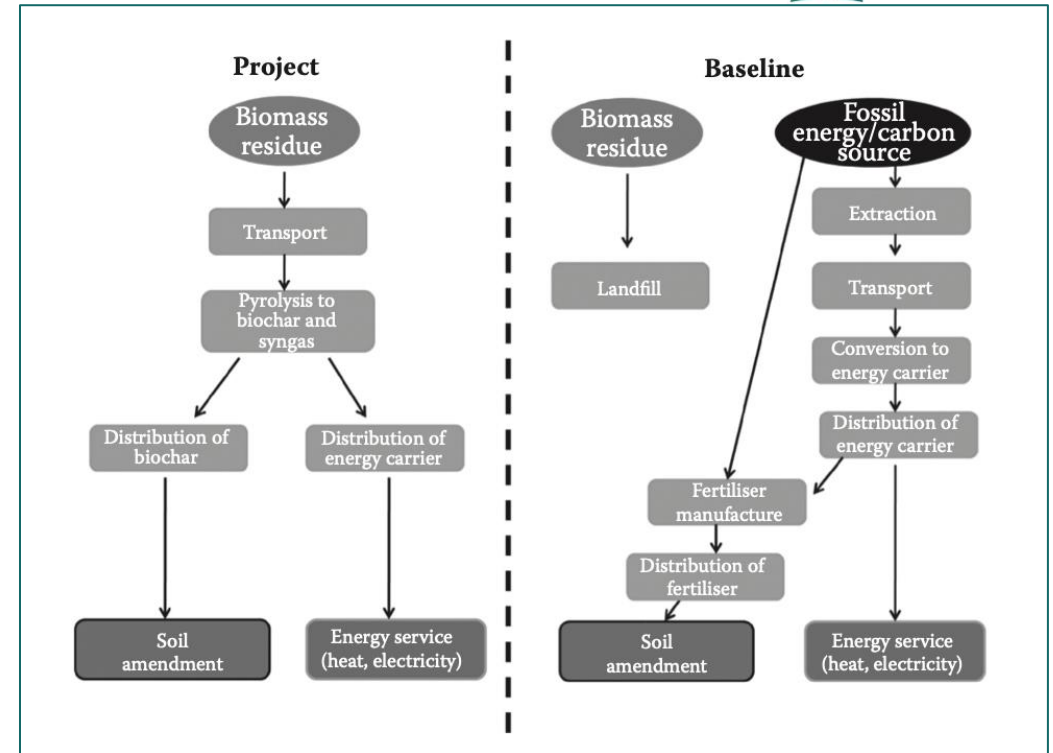 Project
Biomass
residue
Transport
Pyrolysis to
biochar and
syngas
Distribution of
biochar
Distribution of
energy carrier
Soil
amendment
Energy service
(heat, electricity)
Baseline
Biomass
residue
Landfill
Fossil
energy/carbon
source
Extraction
Transport
Conversion to
energy carrier
Distribution of
energy carrier
Fertiliser
manufacture
Distribution of
fertiliser
Soil
amendment
Energy service
(heat, electricity)